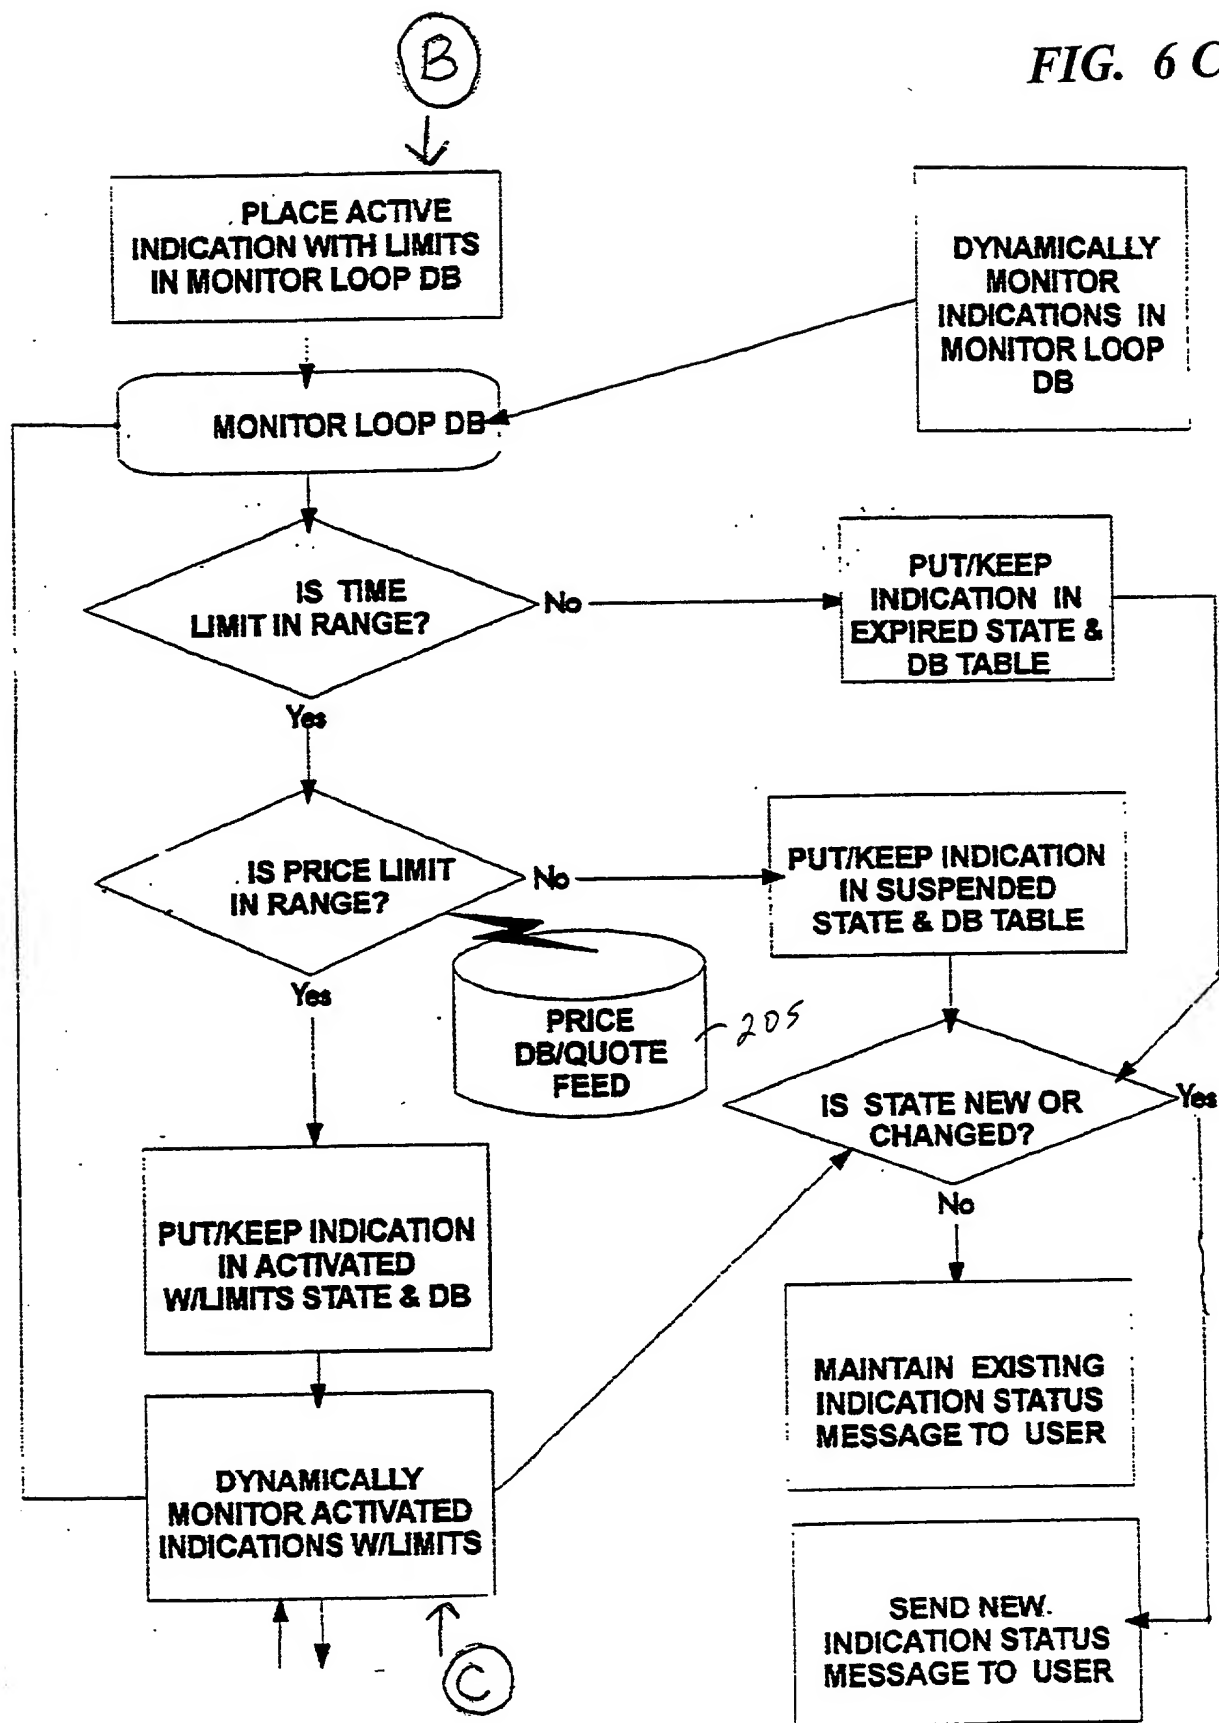 B
FIG. 6 C
PLACE ACTIVE
INDICATION WITH LIMITS
IN MONITOR LOOP DB
DYNAMICALLY
MONITOR
INDICATIONS IN
MONITOR LOOP
DB
MONITOR LOOP DB
IS TIME
LIMIT IN RANGE?
No
PUT/KEEP
INDICATION IN
EXPIRED STATE &
DB TABLE
Yes
IS PRICE LIMIT
IN RANGE?
No
PUT/KEEP INDICATION
IN SUSPENDED
STATE & DB TABLE
Yes
PRICE
DB/QUOTE
FEED
205
IS STATE NEW OR
CHANGED?
Yes
No
PUT/KEEP INDICATION
IN ACTIVATED
W/LIMITS STATE & DB
MAINTAIN EXISTING
INDICATION STATUS
MESSAGE TO USER
DYNAMICALLY
MONITOR ACTIVATED
INDICATIONS W/LIMITS
SEND NEW.
INDICATION STATUS
MESSAGE TO USER
C